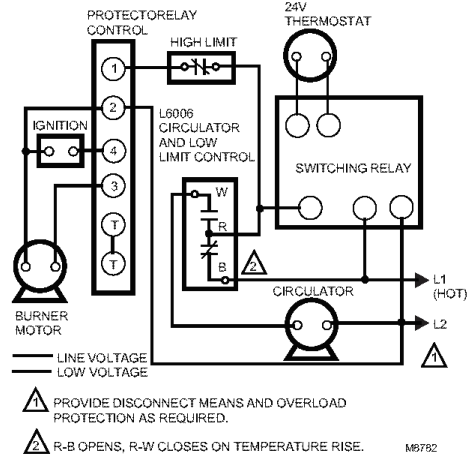 PROTECTORELAY
CONTROL
24V
THERMOSTAT
HIGH LIMIT
1
2
L6006
CIRCULATOR
AND LOW
LIMIT CONTROL
IGNITION
4
3
SWITCHING RELAY
W
R
B
T
T
2
L1
(HOT)
CIRCULATOR
L2
BURNER
MOTOR
1
LINE VOLTAGE
LOW VOLTAGE
1 PROVIDE DISCONNECT MEANS AND OVERLOAD
PROTECTION AS REQUIRED.
2 R-B OPENS, R-W CLOSES ON TEMPERATURE RISE.
M8782